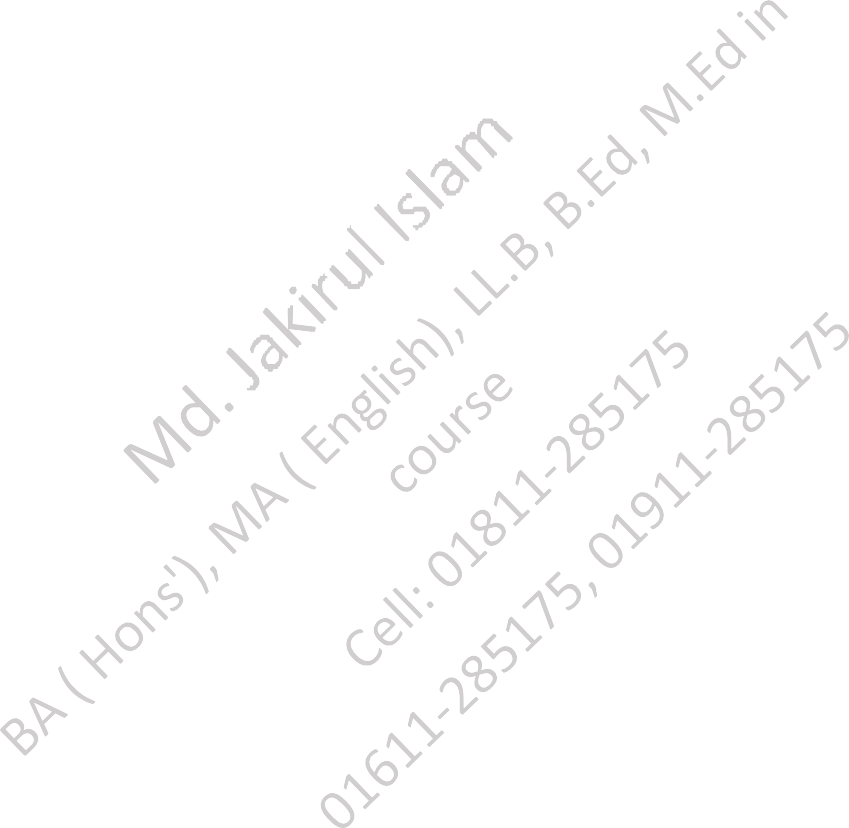 Md. Jakirul Islam
BA ( Hons'), MA ( English), LL.B, B.Ed, M.Ed in
course
Cell: 01811-285175
01611-285175, 01911-285175